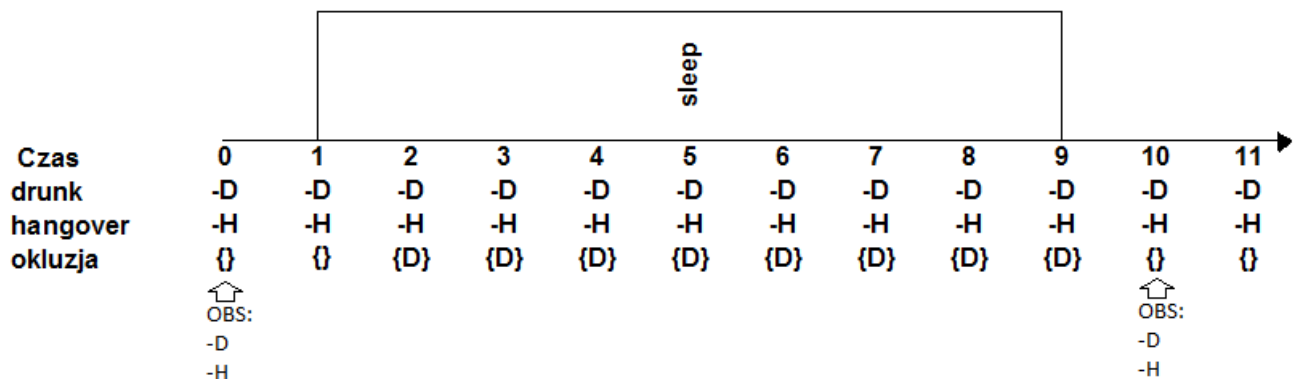 sleep
Czas 0 1 2 3 4 5 6 7 8 9 10 11
drunk -D -D -D -D -D -D -D -D -D -D -D -D
hangover -H -H -H -H -H -H -H -H -H -H -H -H
okluzja {} {} {D} {D} {D} {D} {D} {D} {D} {D} {} {}
OBS: OBS:
-D -D
-H -H